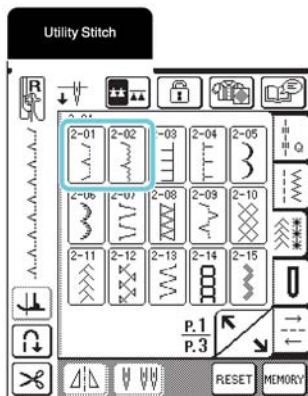 Utility Stitch
R
2-01 2-02 -03 2-04 2-05
Q
2-06 2-07 2-08 2-09 2-10
2-11 2-12 2-13 2-14 2-15
P.1
P.3
RESET MEMORY